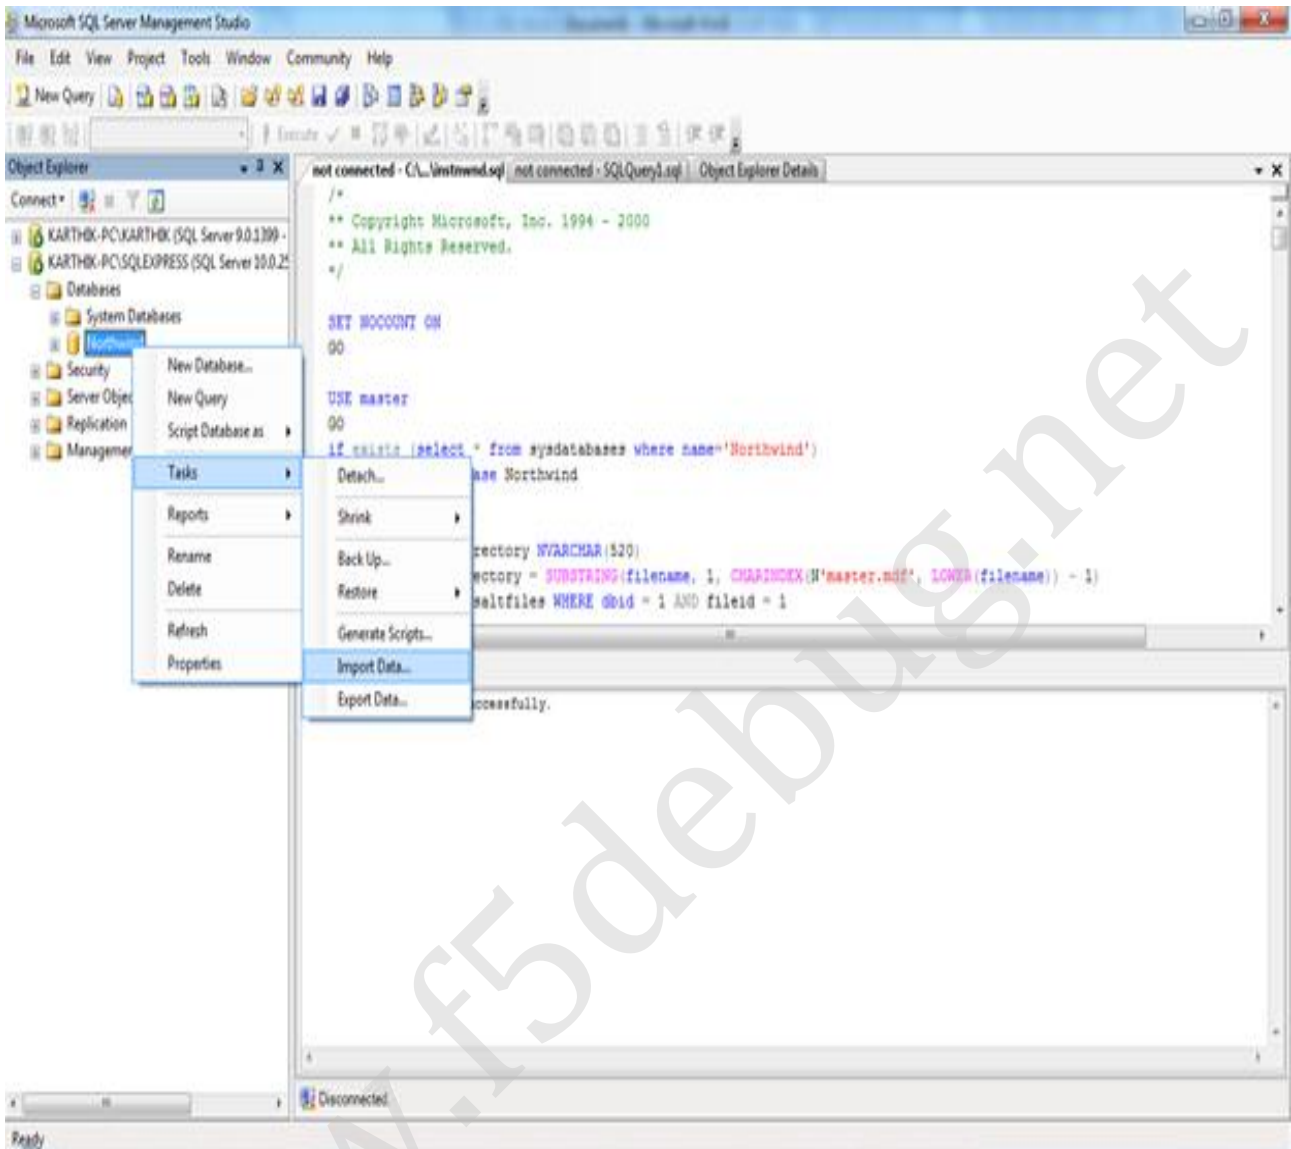 Microsoft SQL Server Management Studio
File Edit View Project Tools Window Community Help
New Query
Execute
Object Explorer
not connected - C:\...\instnwnd.sql not connected - SQLQuery1.sql Object Explorer Details
Connect
/*
** Copyright Microsoft, Inc. 1994 - 2000
** All Rights Reserved.
*/
KARTHIK-PC\KARTHIK (SQL Server 9.0.1399 -
KARTHIK-PC\SQLEXPRESS (SQL Server 10.0.25
Databases
System Databases
Northwind
Security
Server Objec
Replication
Managemer
SET NOCOUNT ON
GO
USE master
GO
if exists (select * from sysdatabases where name='Northwind')
ase Northwind
rectory NVARCHAR(520)
ectory = SUBSTRING(filename, 1, CHARINDEX(N'master.mdf', LOWER(filename)) - 1)
saltfiles WHERE dbid = 1 AND fileid = 1
New Database...
New Query
Script Database as
Tasks
Reports
Rename
Delete
Refresh
Properties
Detach...
Shrink
Back Up...
Restore
Generate Scripts...
Import Data...
Export Data...
ccessfully.
Disconnected.
Ready
w.f5debug.net